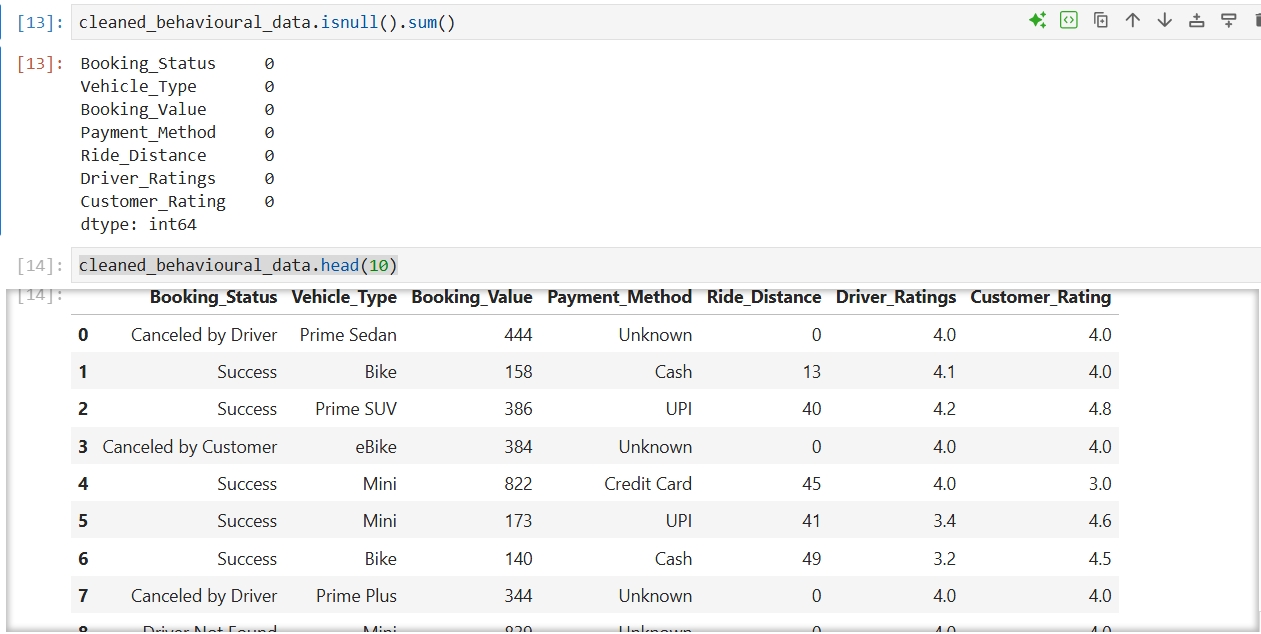 [13]: cleaned_behavioural_data.isnull().sum()
[13]: Booking_Status 0
Vehicle_Type 0
Booking_Value 0
Payment_Method 0
Ride_Distance 0
Driver_Ratings 0
Customer_Rating 0
dtype: int64
[14]: cleaned_behavioural_data.head(10)
[14]: Booking_Status Vehicle_Type Booking_Value Payment_Method Ride_Distance Driver_Ratings Customer_Rating
0 Canceled by Driver Prime Sedan 444 Unknown 0 4.0 4.0
1 Success Bike 158 Cash 13 4.1 4.0
2 Success Prime SUV 386 UPI 40 4.2 4.8
3 Canceled by Customer eBike 384 Unknown 0 4.0 4.0
4 Success Mini 822 Credit Card 45 4.0 3.0
5 Success Mini 173 UPI 41 3.4 4.6
6 Success Bike 140 Cash 49 3.2 4.5
7 Canceled by Driver Prime Plus 344 Unknown 0 4.0 4.0
8 Driver Not Found Mini Unknown 0 4.0 4.0